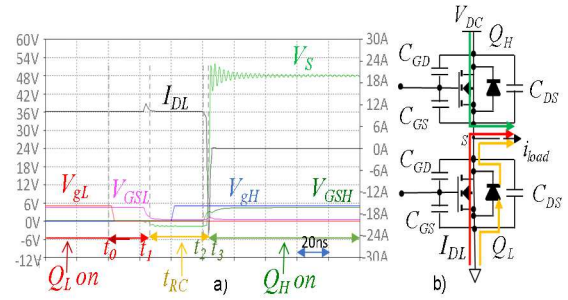 60V
54V
48V
42V
36V
30V
24V
18V
12V
6V
0V
-6V
-12V
30A
24A
18A
12A
6A
0A
-6A
-12A
-18A
-24A
-30A
V_S
I_DL
V_gL
V_GSL
V_gH
V_GSH
20ns
t_0
t_1
t_2
t_3
Q_L on
t_RC
a)
Q_H on
V_DC
Q_H
C_GD
C_GS
C_DS
s
i_load
C_GD
C_GS
C_DS
I_DL
Q_L
b)